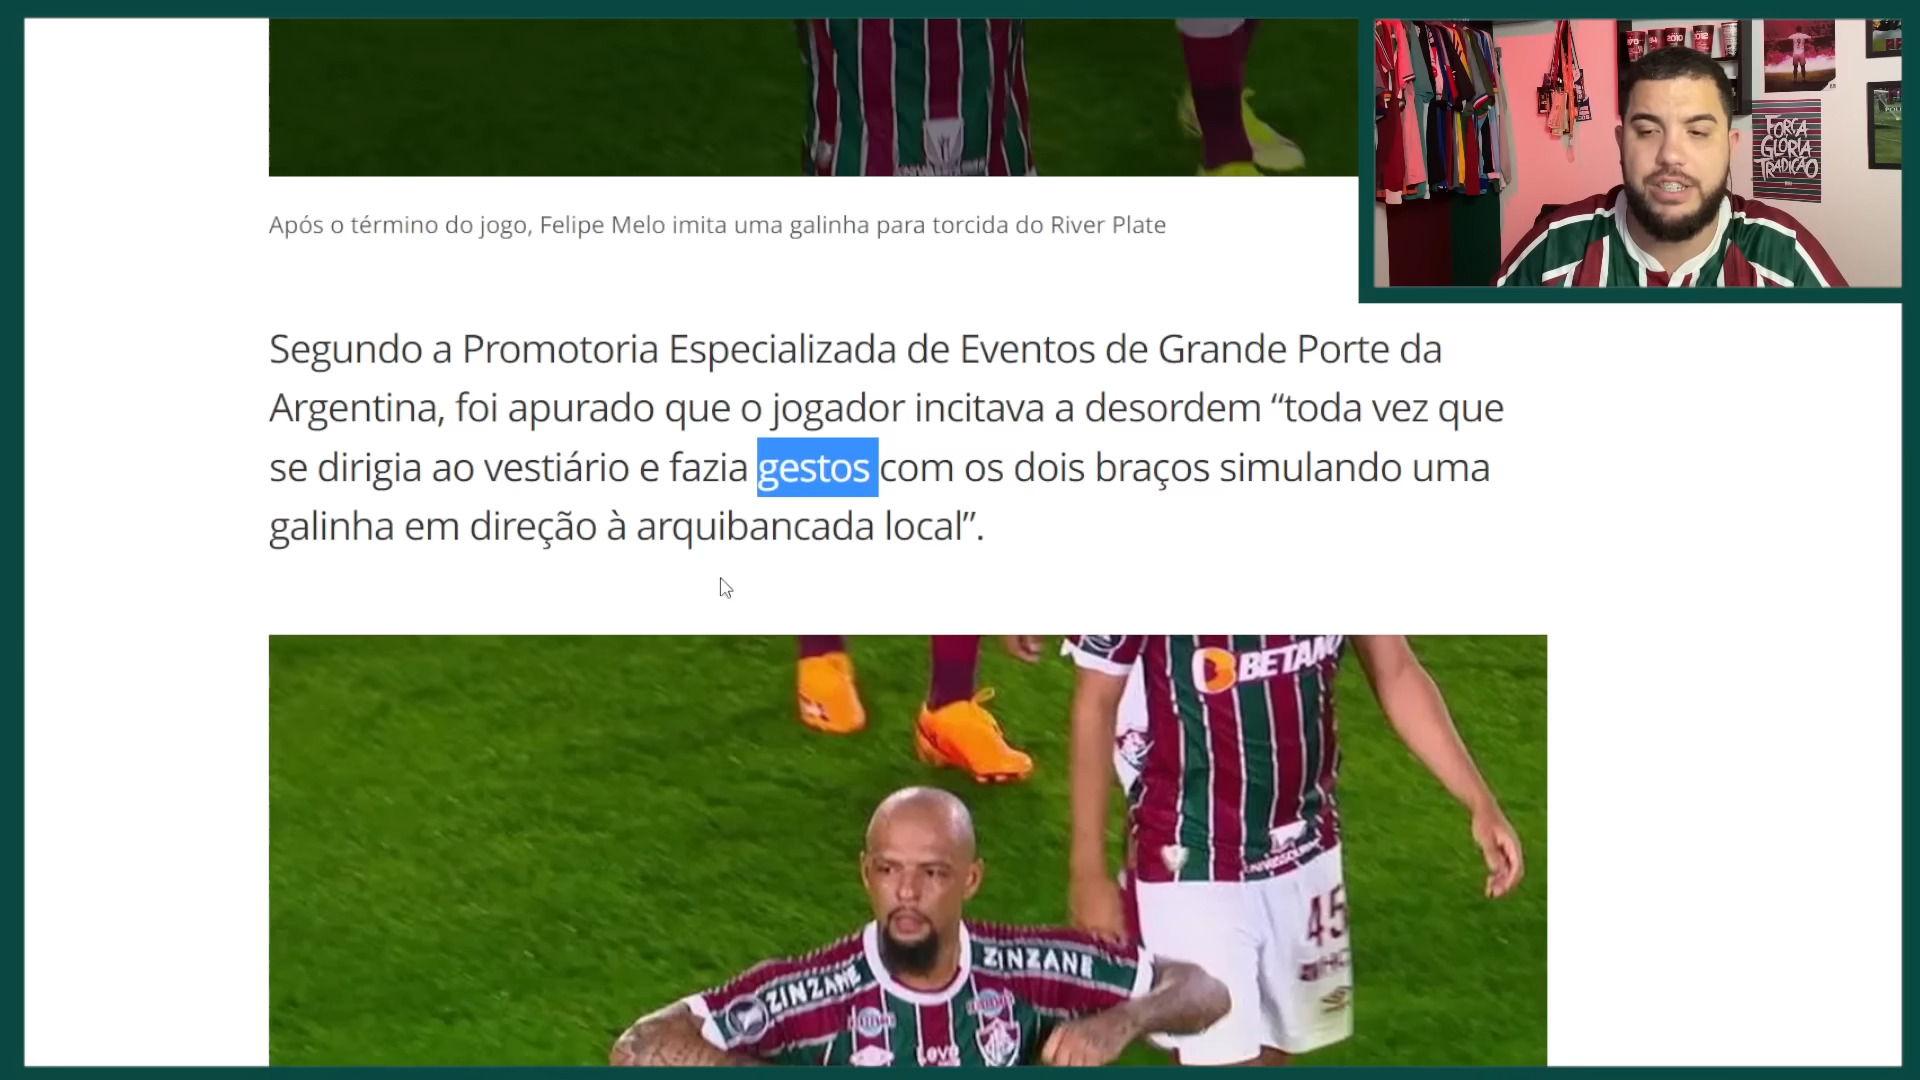 FORÇA
GLÓRIA
TRADIÇÃO
Após o término do jogo, Felipe Melo imita uma galinha para torcida do River Plate
Segundo a Promotoria Especializada de Eventos de Grande Porte da
Argentina, foi apurado que o jogador incitava a desordem “toda vez que
se dirigia ao vestiário e fazia gestos com os dois braços simulando uma
galinha em direção à arquibancada local”.
BETANO
45
ZINZANE
ZINZANE
Love